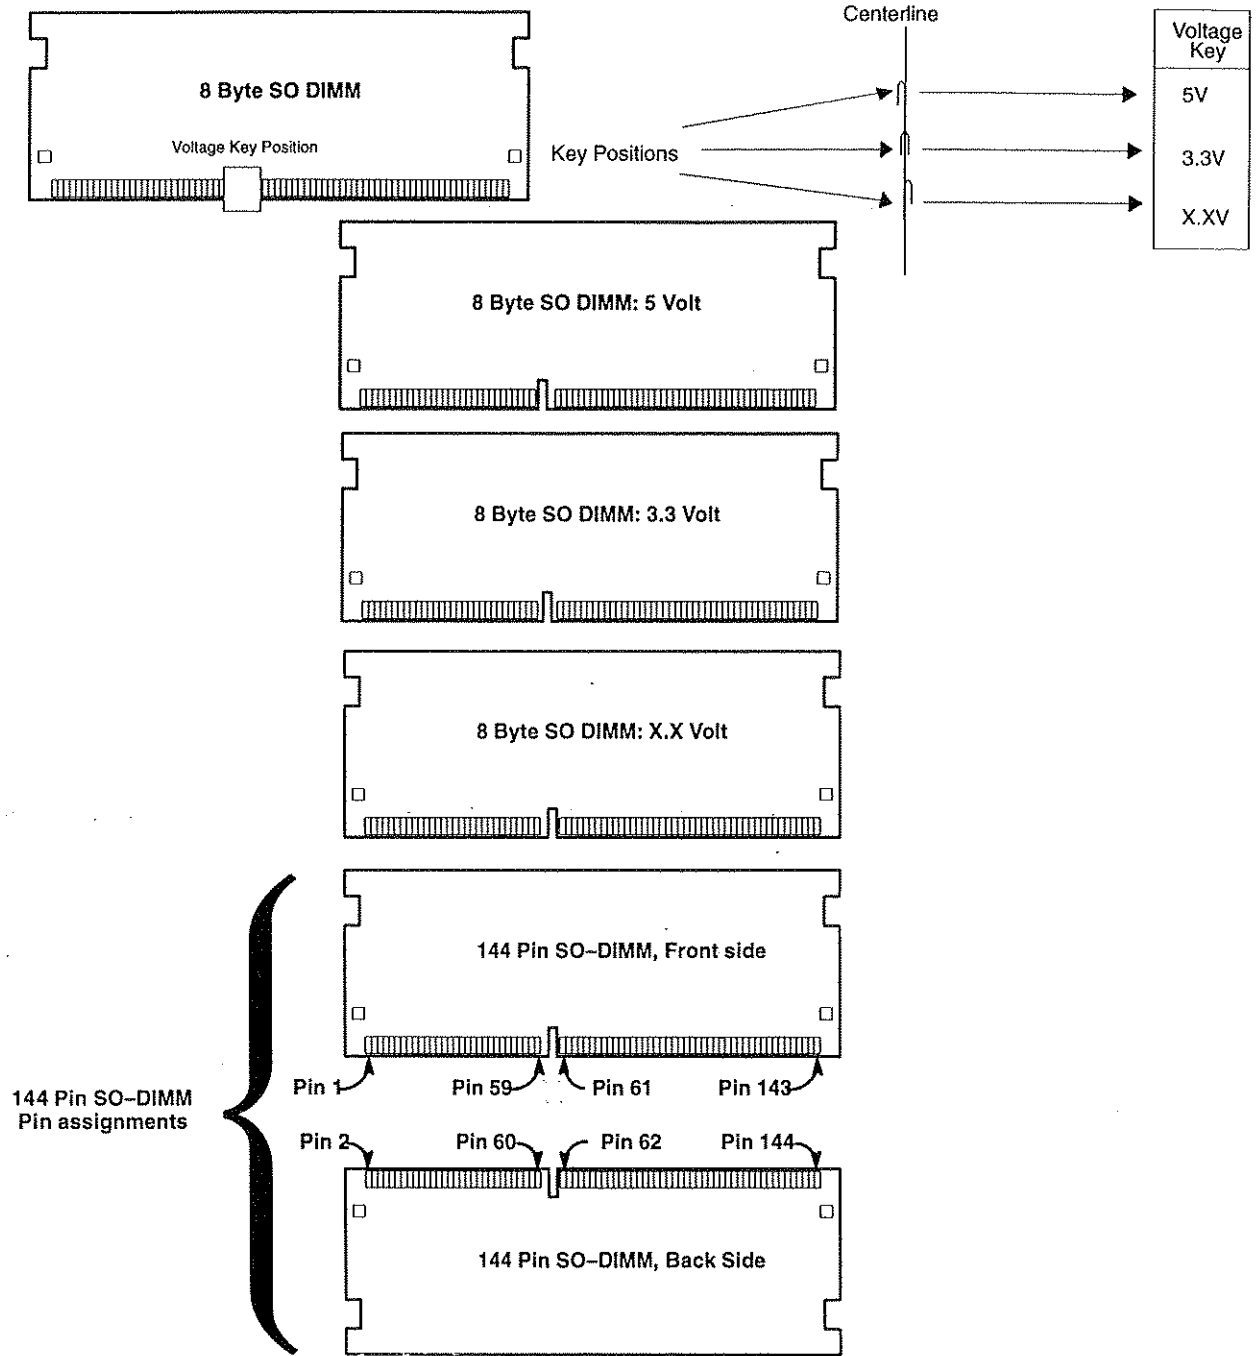 Centerline
Voltage
Key
8 Byte SO DIMM
5V
Voltage Key Position
Key Positions
3.3V
X.XV
8 Byte SO DIMM: 5 Volt
8 Byte SO DIMM: 3.3 Volt
8 Byte SO DIMM: X.X Volt
144 Pin SO–DIMM, Front side
Pin 1
Pin 59
Pin 61
Pin 143
144 Pin SO–DIMM
Pin assignments
Pin 2
Pin 60
Pin 62
Pin 144
144 Pin SO–DIMM, Back Side